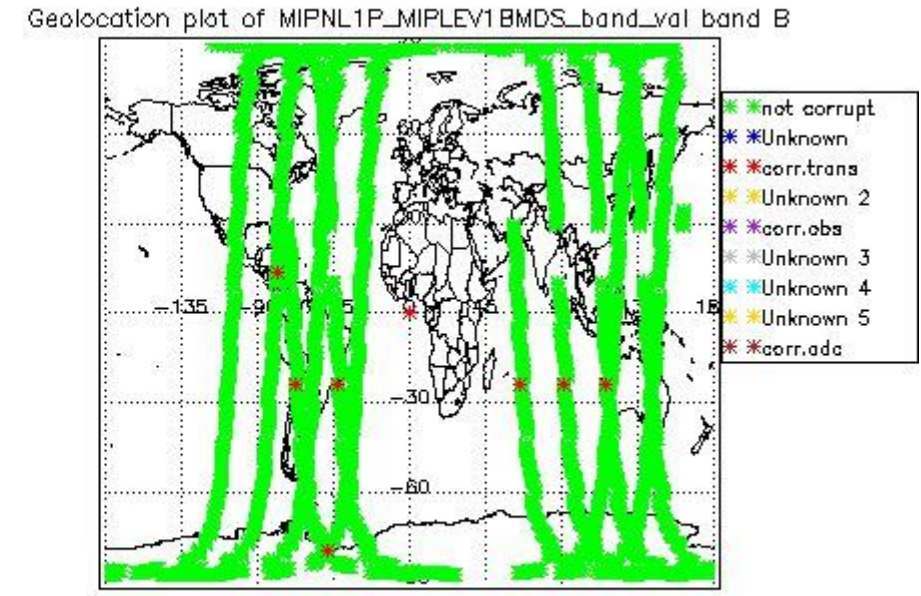 Geolocation plot of MIPNL1P_MIPLEV1BMDS_band_val band B
60
-135
-30
-60
not corrupt
Unknown
corr.trans
Unknown 2
corr.obs
Unknown 3
Unknown 4
Unknown 5
corr.adc